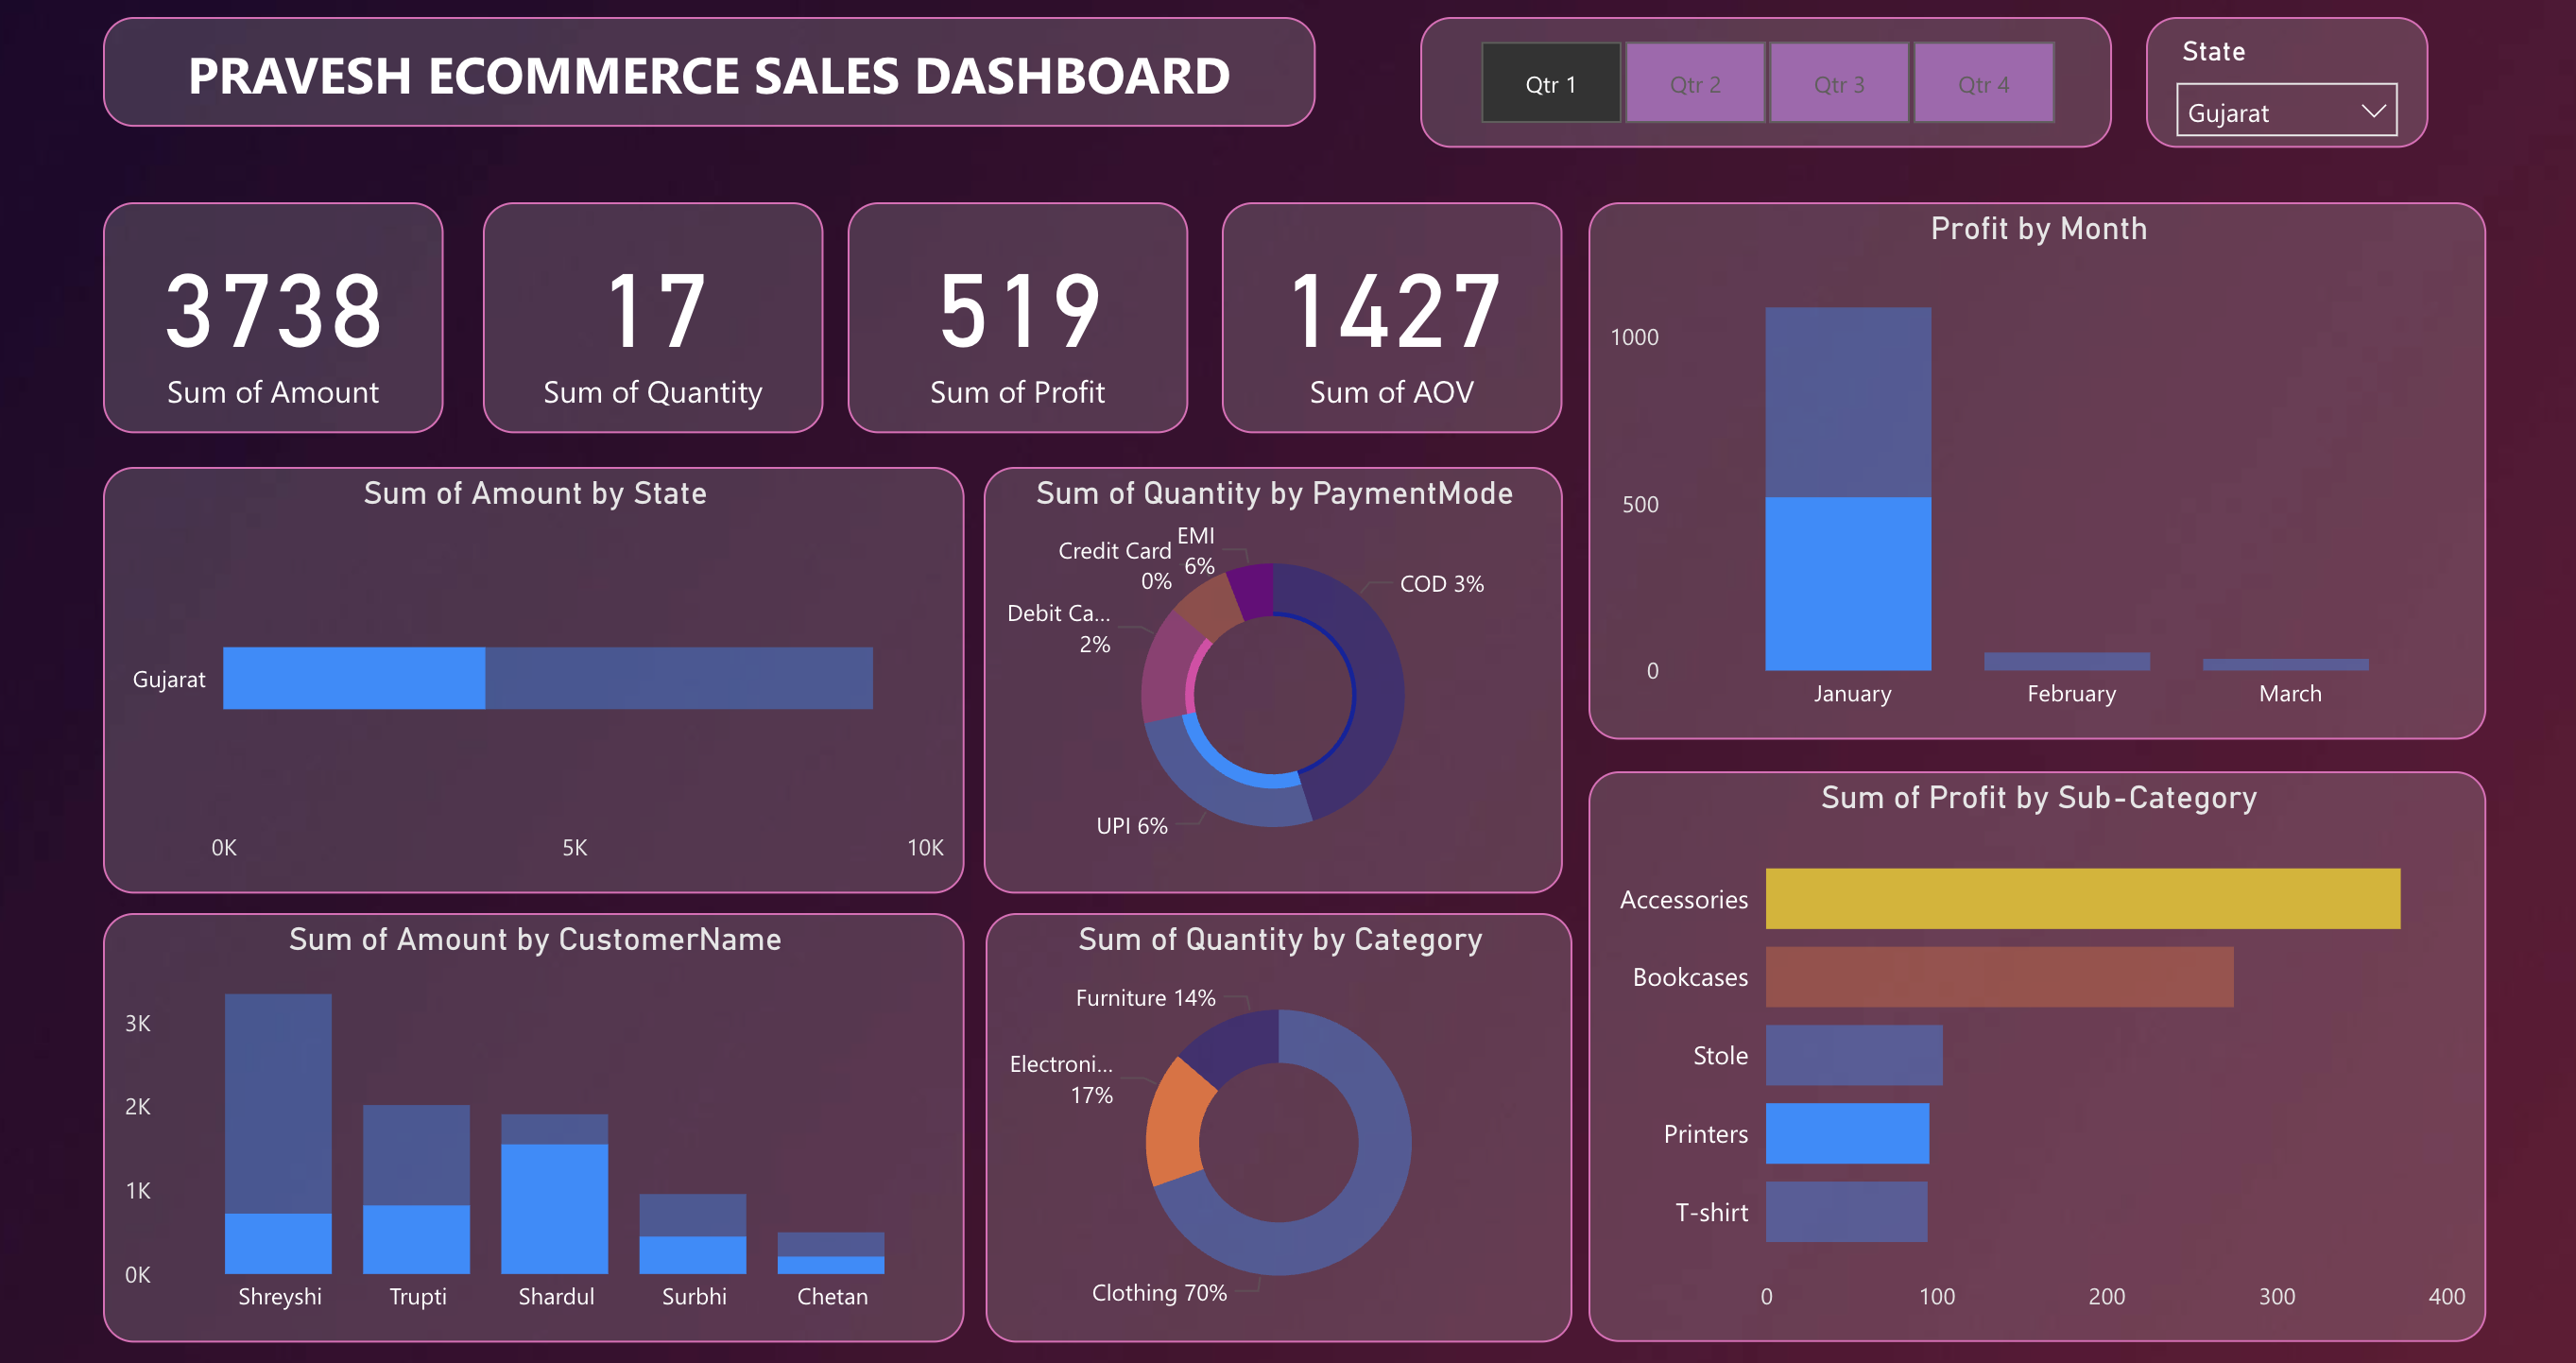 PRAVESH ECOMMERCE SALES DASHBOARD
Qtr 1
Qtr 2
Qtr 3
Qtr 4
State
Gujarat
3738
Sum of Amount
17
Sum of Quantity
519
Sum of Profit
1427
Sum of AOV
Profit by Month
1000
500
0
January
February
March
Sum of Amount by State
Gujarat
0K
5K
10K
Sum of Quantity by PaymentMode
EMI
6%
Credit Card
0%
COD 3%
Debit Ca...
2%
UPI 6%
Sum of Profit by Sub-Category
Accessories
Bookcases
Stole
Printers
T-shirt
0
100
200
300
400
Sum of Amount by CustomerName
3K
2K
1K
0K
Shreyshi
Trupti
Shardul
Surbhi
Chetan
Sum of Quantity by Category
Furniture 14%
Electroni...
17%
Clothing 70%